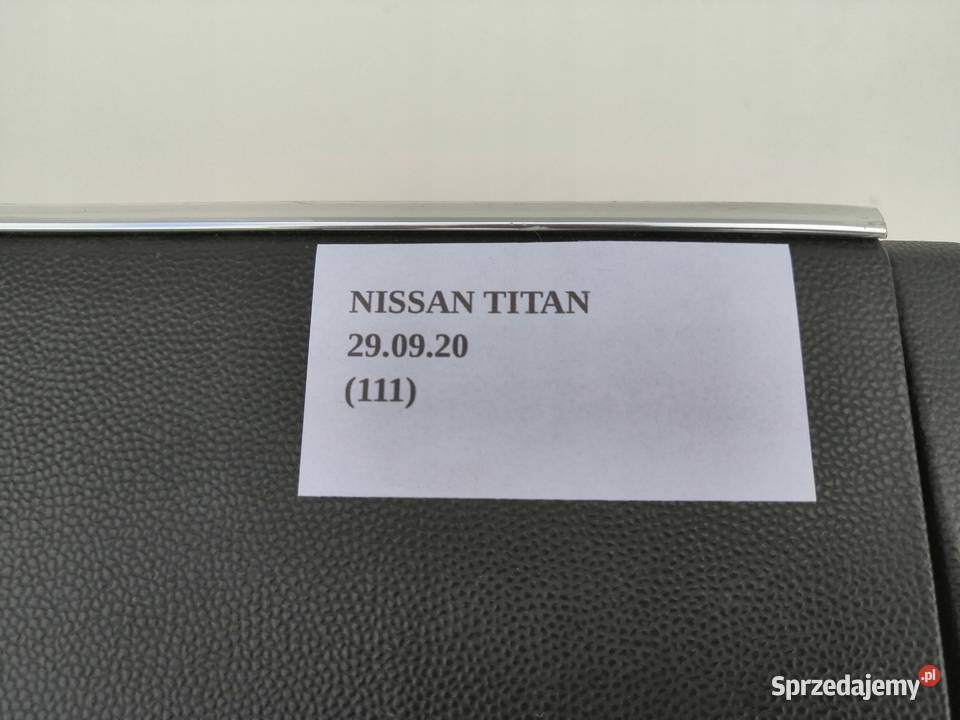 NISSAN TITAN
29.09.20
(111)
Sprzedajemy.pl